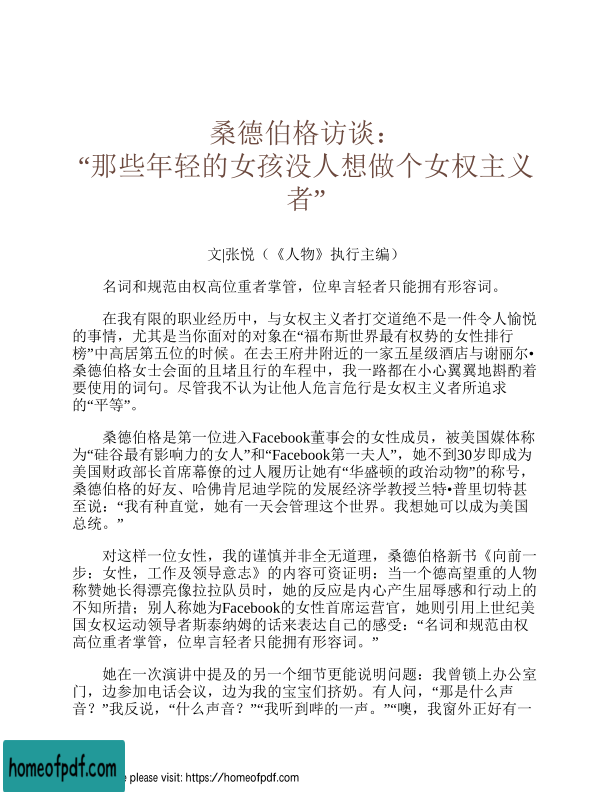 桑德伯格访谈：
“那些年轻的女孩没人想做个女权主义
者”
文|张悦（《人物》执行主编）
名词和规范由权高位重者掌管，位卑言轻者只能拥有形容词。
在我有限的职业经历中，与女权主义者打交道绝不是一件令人愉悦
的事情，尤其是当你面对的对象在“福布斯世界最有权势的女性排行
榜”中高居第五位的时候。在去王府井附近的一家五星级酒店与谢丽尔•
桑德伯格女士会面的且堵且行的车程中，我一路都在小心翼翼地斟酌着
要使用的词句。尽管我不认为让他人危言危行是女权主义者所追求
的“平等”。
桑德伯格是第一位进入Facebook董事会的女性成员，被美国媒体称
为“硅谷最有影响力的女人”和“Facebook第一夫人”，她不到30岁即成为
美国财政部长首席幕僚的过人履历让她有“华盛顿的政治动物”的称号，
桑德伯格的好友、哈佛肯尼迪学院的发展经济学教授兰特•普里切特甚
至说：“我有种直觉，她有一天会管理这个世界。我想她可以成为美国
总统。”
对这样一位女性，我的谨慎并非全无道理，桑德伯格新书《向前一
步：女性，工作及领导意志》的内容可资证明：当一个德高望重的人物
称赞她长得漂亮像拉拉队员时，她的反应是内心产生屈辱感和行动上的
不知所措；别人称她为Facebook的女性首席运营官，她则引用上世纪美
国女权运动领导者斯泰纳姆的话来表达自己的感受：“名词和规范由权
高位重者掌管，位卑言轻者只能拥有形容词。”
她在一次演讲中提及的另一个细节更能说明问题：我曾锁上办公室
门，边参加电话会议，边为我的宝宝们挤奶。有人问，“那是什么声
音？”我反说，“什么声音？”“我听到哔的一声。”“噢，我窗外正好有一
homeofpdf.com
please visit: https://homeofpdf.com